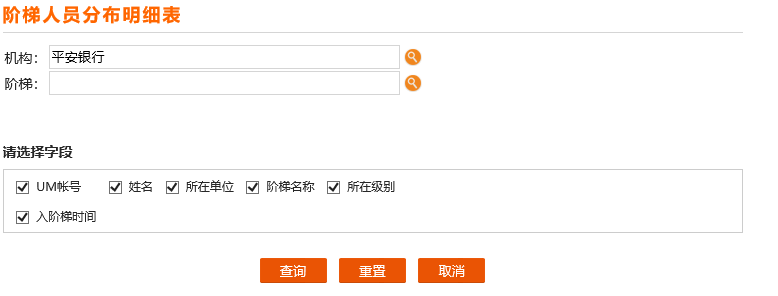 阶梯人员分布明细表
机构： 平安银行
阶梯：
请选择字段
UM帐号 姓名 所在单位 阶梯名称 所在级别
入阶梯时间
查询 重置 取消